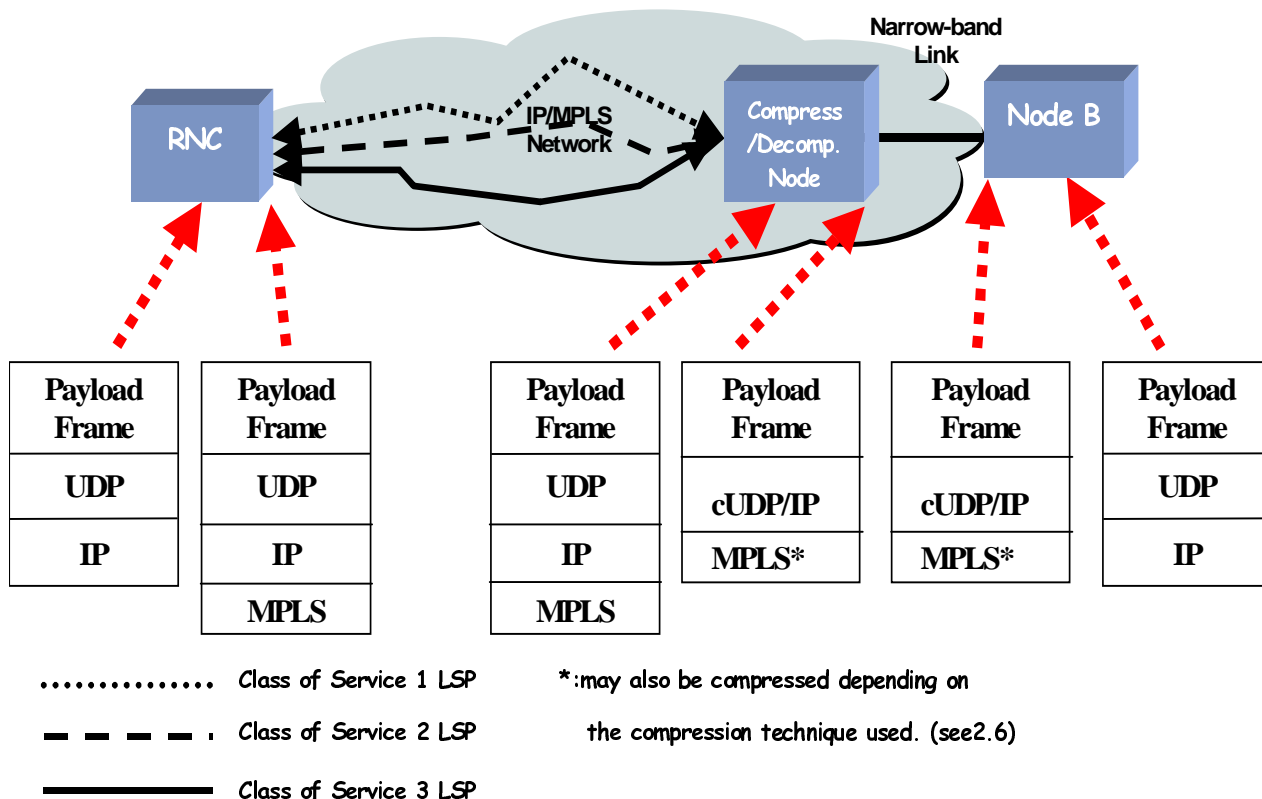 Narrow-band
Link
RNC
IP/MPLS
Network
Compress
/Decomp.
Node
Node B
Payload
Frame
UDP
IP
Payload
Frame
UDP
IP
MPLS
Payload
Frame
UDP
IP
MPLS
Payload
Frame
cUDP/IP
MPLS*
Payload
Frame
cUDP/IP
MPLS*
Payload
Frame
UDP
IP
Class of Service 1 LSP
Class of Service 2 LSP
Class of Service 3 LSP
*:may also be compressed depending on
the compression technique used. (see2.6)